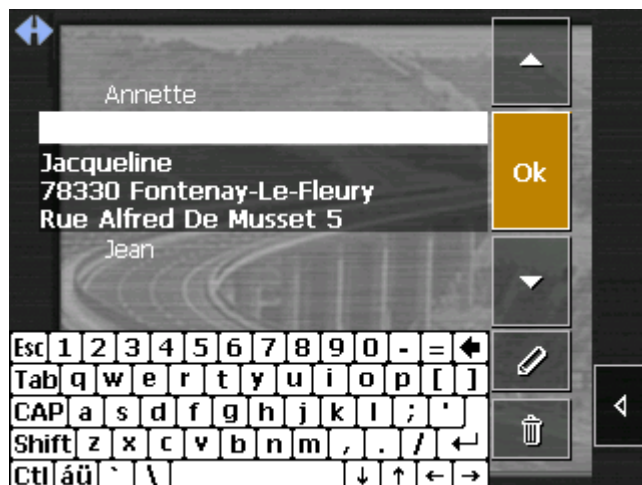 Annette
Jacqueline
78330 Fontenay-Le-Fleury
Rue Alfred De Musset 5
Ok
Jean
Esc 1 2 3 4 5 6 7 8 9 0 - =
Tab q w e r t y u i o p [ ]
CAP a s d f g h j k l ; '
Shift z x c v b n m , . /
Ctl áü ` \